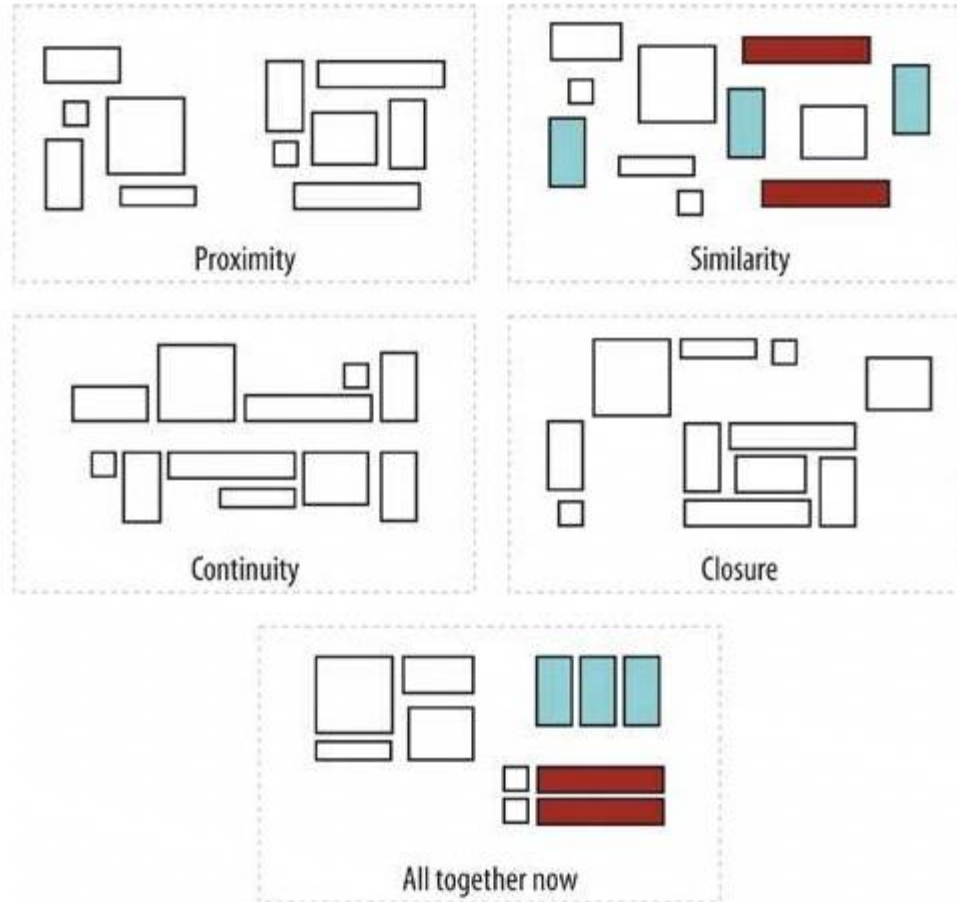 Proximity
Similarity
Continuity
Closure
All together now